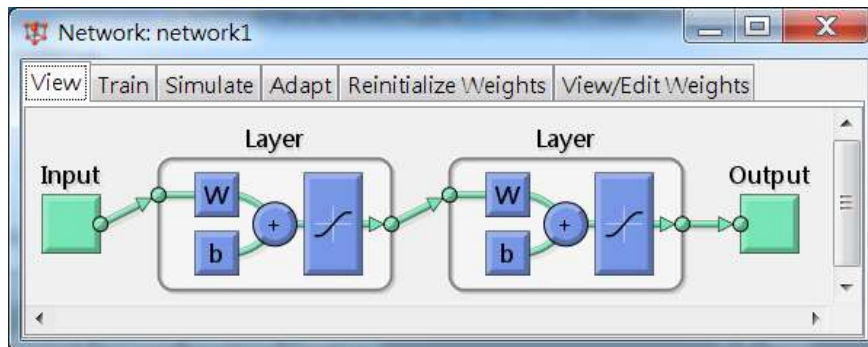 Network: network1
View Train Simulate Adapt Reinitialize Weights View/Edit Weights
Layer Layer
Input Output
W W
+ +
b b